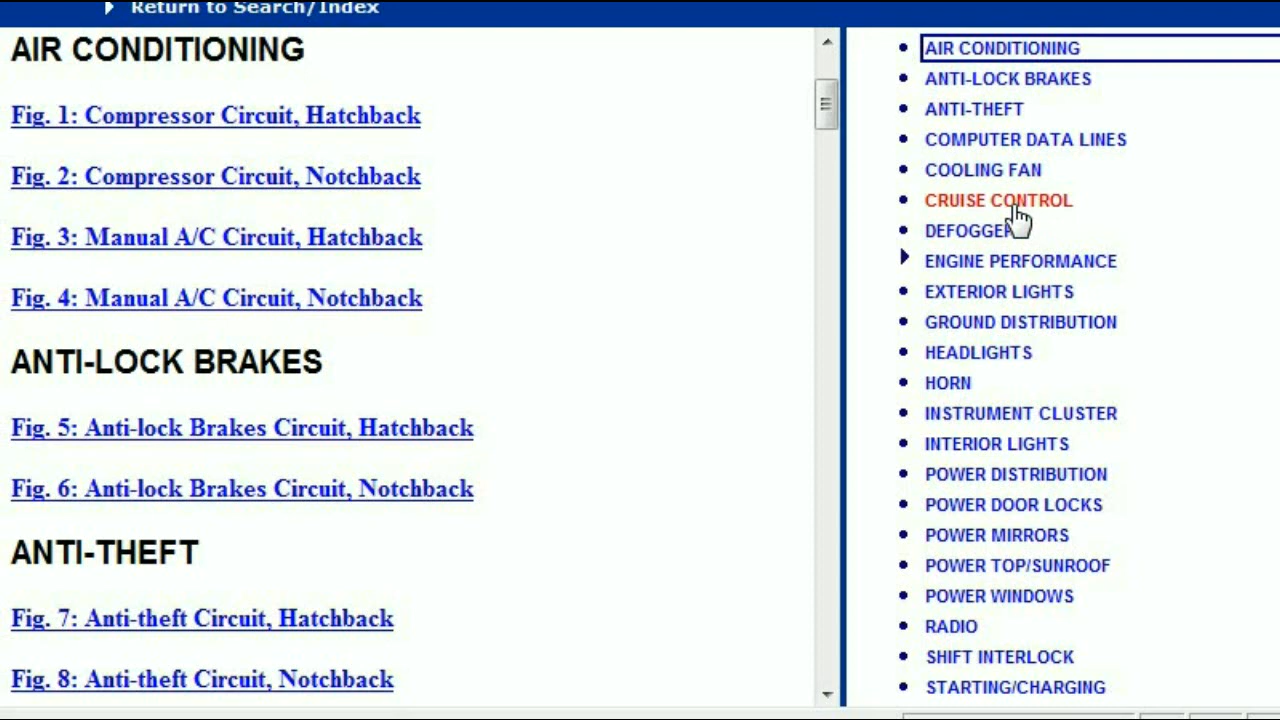 Return to Search/Index
AIR CONDITIONING
Fig. 1: Compressor Circuit, Hatchback
Fig. 2: Compressor Circuit, Notchback
Fig. 3: Manual A/C Circuit, Hatchback
Fig. 4: Manual A/C Circuit, Notchback
ANTI-LOCK BRAKES
Fig. 5: Anti-lock Brakes Circuit, Hatchback
Fig. 6: Anti-lock Brakes Circuit, Notchback
ANTI-THEFT
Fig. 7: Anti-theft Circuit, Hatchback
Fig. 8: Anti-theft Circuit, Notchback
AIR CONDITIONING
ANTI-LOCK BRAKES
ANTI-THEFT
COMPUTER DATA LINES
COOLING FAN
CRUISE CONTROL
DEFOGGER
ENGINE PERFORMANCE
EXTERIOR LIGHTS
GROUND DISTRIBUTION
HEADLIGHTS
HORN
INSTRUMENT CLUSTER
INTERIOR LIGHTS
POWER DISTRIBUTION
POWER DOOR LOCKS
POWER MIRRORS
POWER TOP/SUNROOF
POWER WINDOWS
RADIO
SHIFT INTERLOCK
STARTING/CHARGING